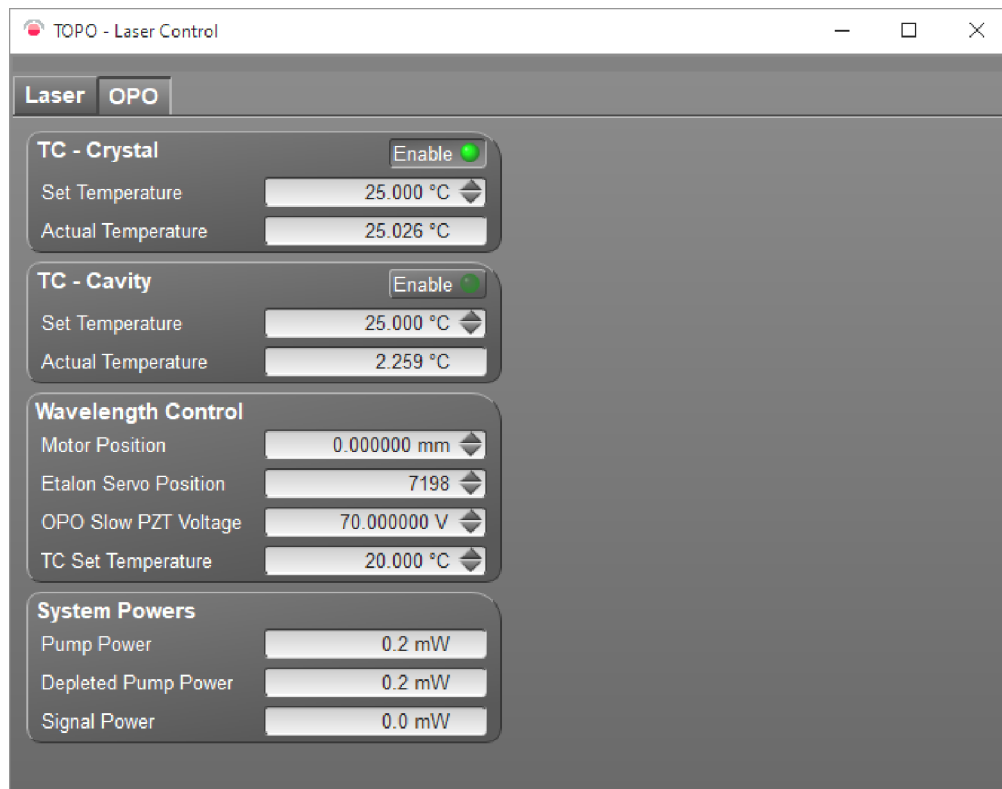 TOPO - Laser Control
Laser OPO
TC - Crystal Enable
Set Temperature 25.000 °C
Actual Temperature 25.026 °C
TC - Cavity Enable
Set Temperature 25.000 °C
Actual Temperature 2.259 °C
Wavelength Control
Motor Position 0.000000 mm
Etalon Servo Position 7198
OPO Slow PZT Voltage 70.000000 V
TC Set Temperature 20.000 °C
System Powers
Pump Power 0.2 mW
Depleted Pump Power 0.2 mW
Signal Power 0.0 mW